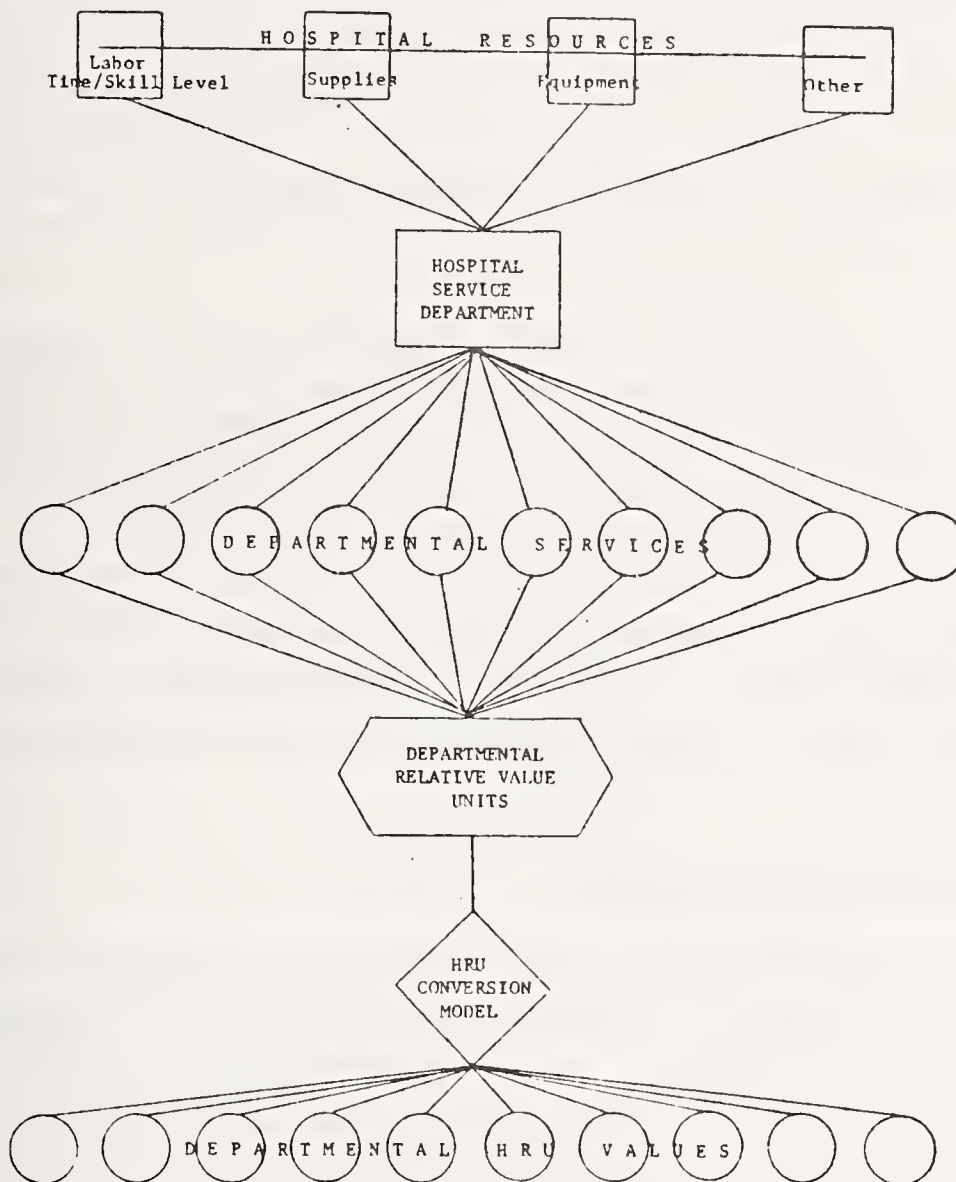 HOSPITAL RESOURCES
Labor
Time/Skill Level
Supplies
Equipment
Other
HOSPITAL
SERVICE
DEPARTMENT
DEPARTMENTAL SERVICES
DEPARTMENTAL
RELATIVE VALUE
UNITS
HRU
CONVERSION
MODEL
DEPARTMENTAL HRU VALUES